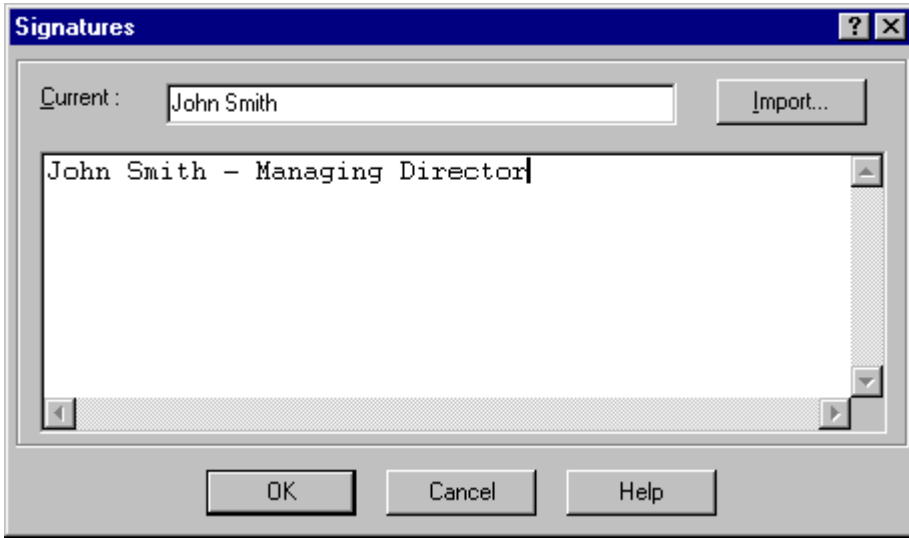 Signatures
Current :
John Smith
Import...
John Smith – Managing Director
OK
Cancel
Help